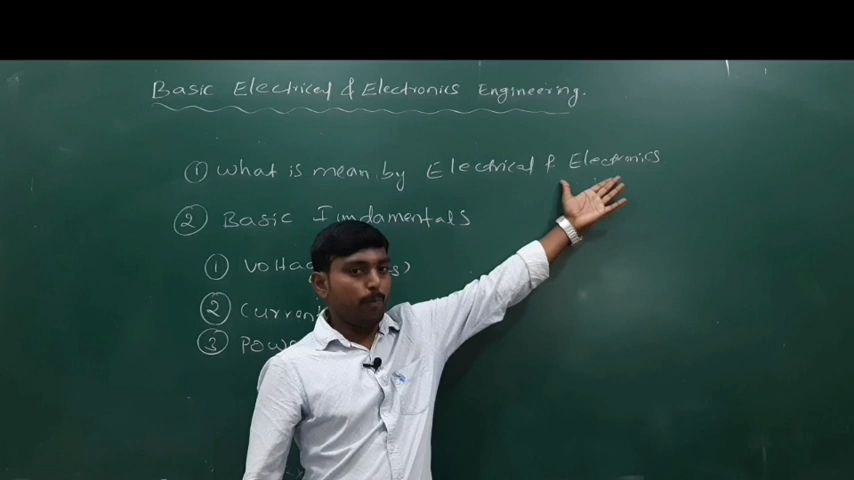 Basic Electrical & Electronics Engineering.
① What is mean by Electrical & Electronics
② Basic Fundamentals
① s)
②
③